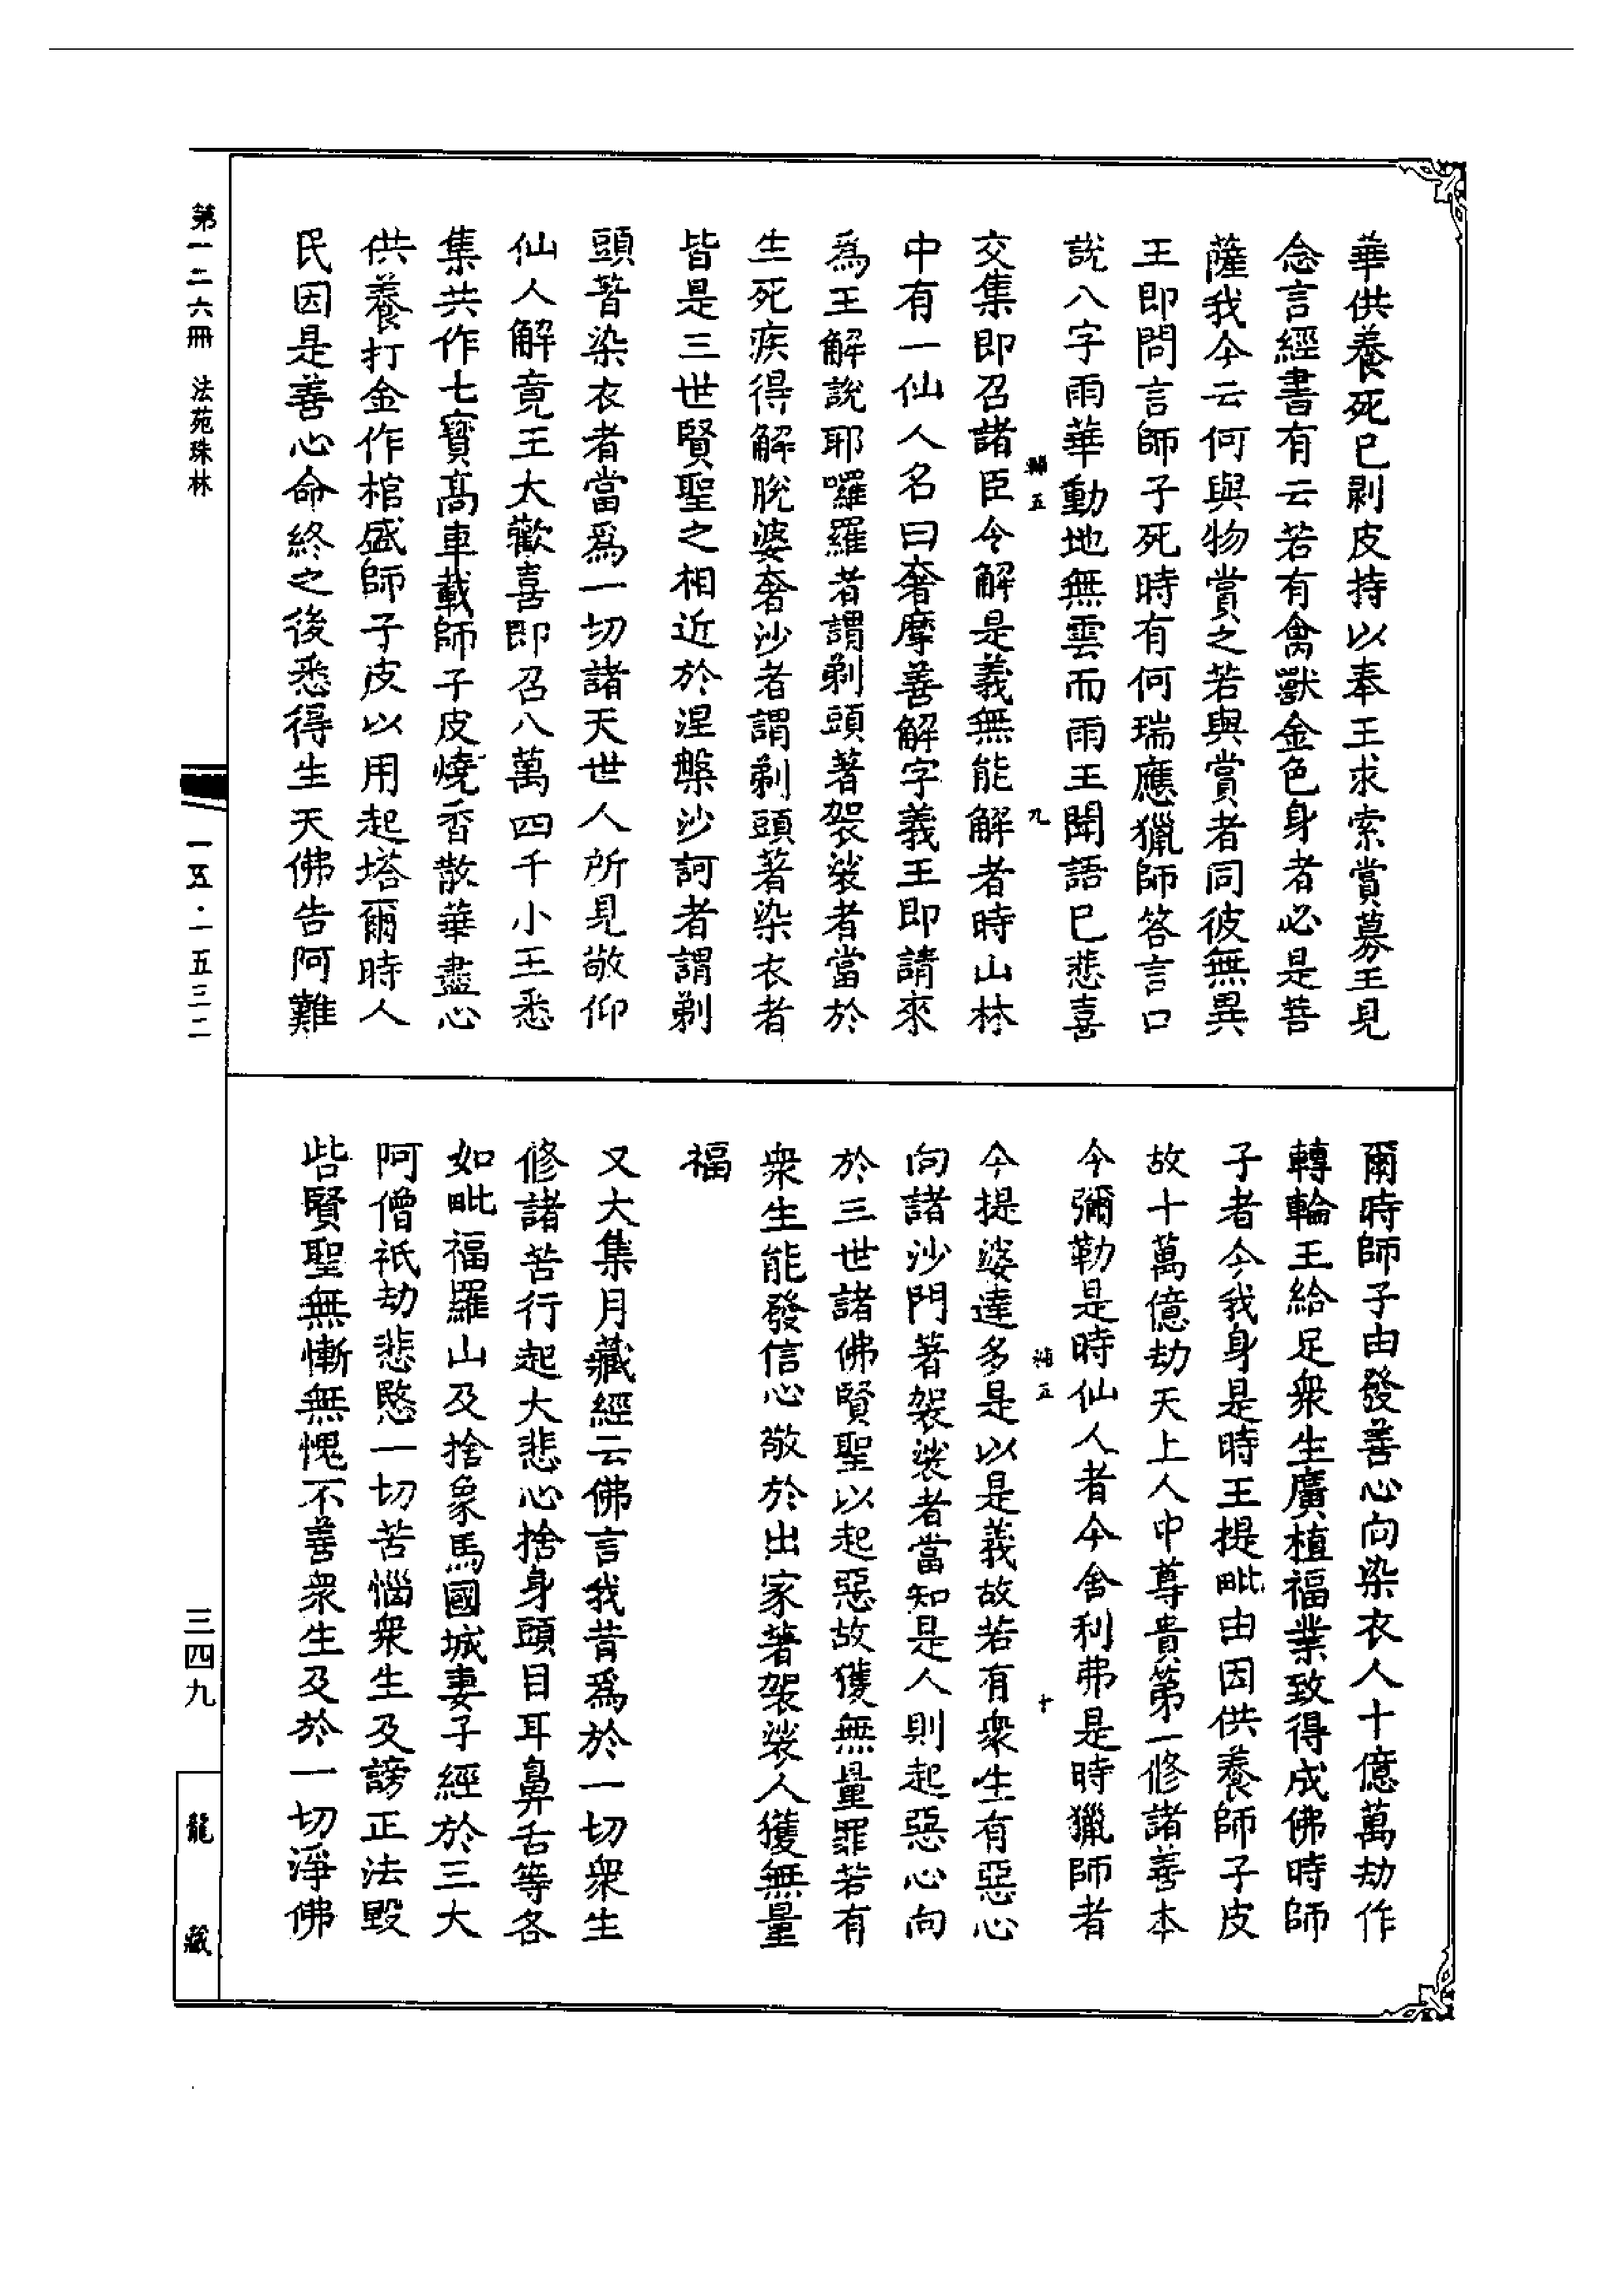 華供養死已剥皮持以奉王求索賞募王見
念言經書有云若有禽獸金色身者必是菩
薩我今云何與物賞之若與賞者同彼無異
王即問言師子死時有何瑞應獵師答言口
説八字雨華動地無雲而雨王聞語已悲喜
輔五　九
交集即召諸臣令解是義無能解者時山林
中有一仙人名曰奢摩善解字義王即請來
爲王解説耶囉羅者謂剃頭著袈裟者當於
生死疾得解脱婆奢沙者謂剃頭著染衣者
皆是三世賢聖之相近於涅槃沙訶者謂剃
頭著染衣者當爲一切諸天世人所見敬仰
仙人解竟王大歡喜即召八萬四千小王悉
集共作七寳髙車載師子皮燒香散華盡心
供養打金作棺盛師子皮以用起塔爾時人
民因是善心命終之後悉得生天佛告阿難
爾時師子由發善心向染衣人十億萬劫作
轉輪王給足衆生廣植福業致得成佛時師
子者今我身是時王提毗由因供養師子皮
故十萬億劫天上人中尊貴第一修諸善本
今彌勒是時仙人者今舍利弗是時獵師者
輔五　十
今提婆達多是以是義故若有衆生有惡心
向諸沙門著袈裟者當知是人則起惡心向
於三世諸佛賢聖以起惡故獲無量罪若有
衆生能發信心敬於出家著袈裟人獲無量
福
又大集月藏經云佛言我昔爲於一切衆生
修諸苦行起大悲心捨身頭目耳鼻舌等各
如毗福羅山及捨象馬國城妻子經於三大
阿僧祇劫悲愍一切苦惱衆生及謗正法毁
呰賢聖無慚無愧不善衆生及於一切淨佛
第一二六冊　法苑珠林
一五・一五三二
三四九
龍藏